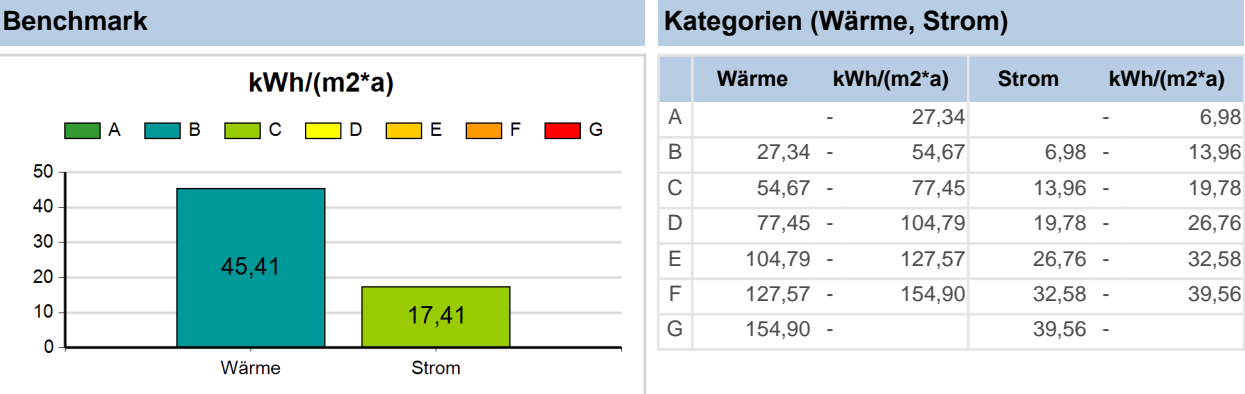 Benchmark
kWh/(m2*a)
A B C D E F G
50
40
30
20
10
0
45,41
17,41
Wärme Strom
Kategorien (Wärme, Strom)
Wärme kWh/(m2*a) Strom kWh/(m2*a)
A - 27,34 - 6,98
B 27,34 - 54,67 6,98 - 13,96
C 54,67 - 77,45 13,96 - 19,78
D 77,45 - 104,79 19,78 - 26,76
E 104,79 - 127,57 26,76 - 32,58
F 127,57 - 154,90 32,58 - 39,56
G 154,90 - 39,56 -